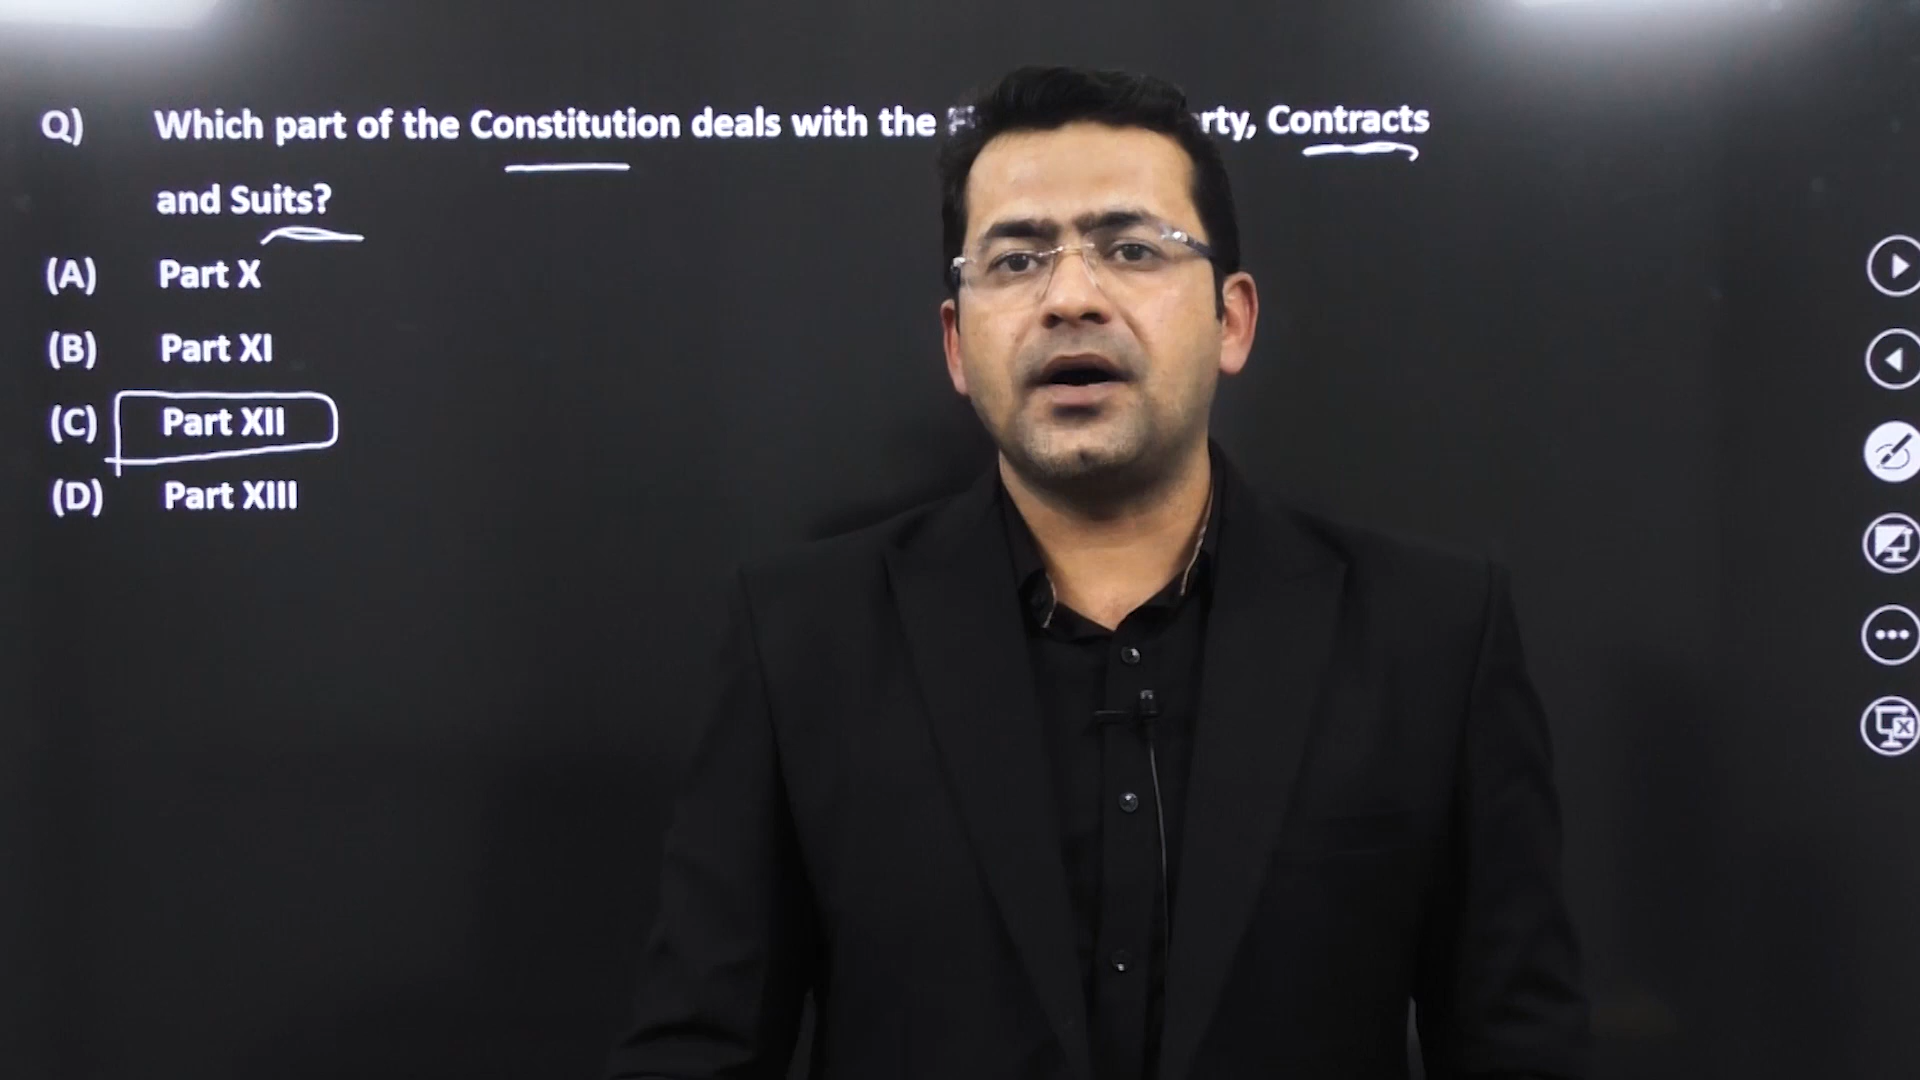 Q) Which part of the Constitution deals with the rty, Contracts
and Suits?
(A) Part X
(B) Part XI
(C) Part XII
(D) Part XIII